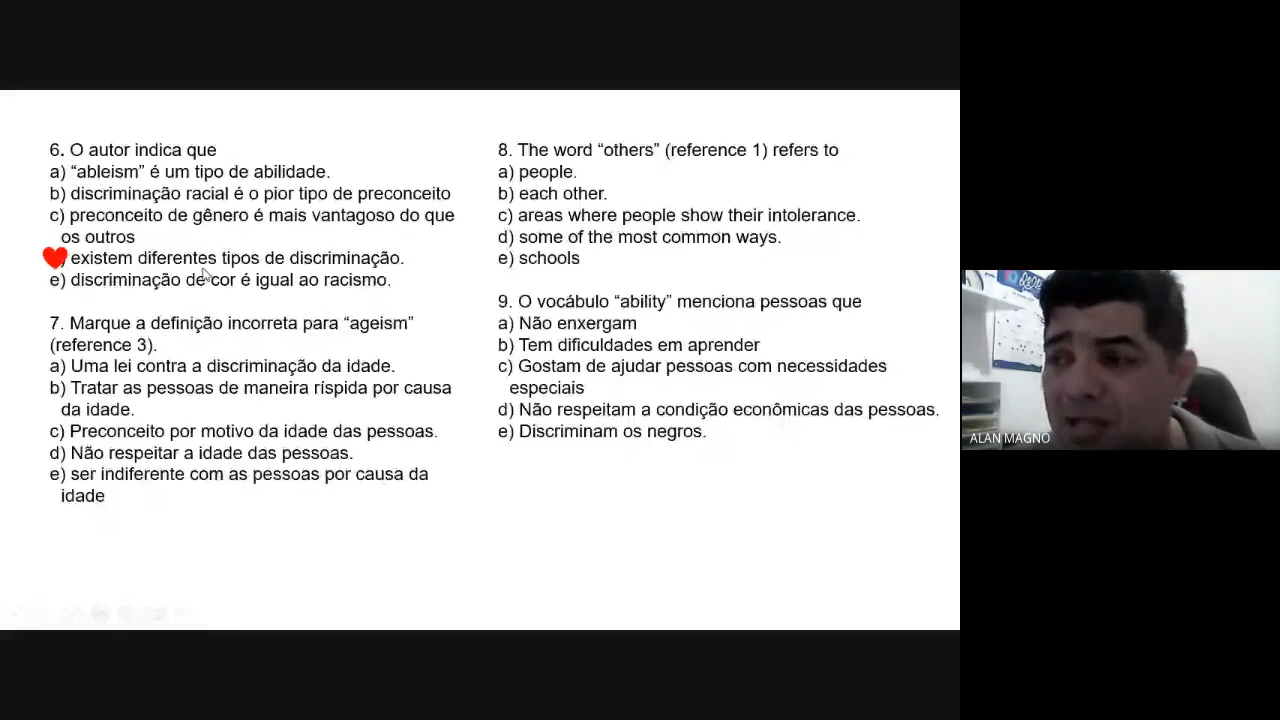 6. O autor indica que
a) “ableism” é um tipo de abilidade.
b) discriminação racial é o pior tipo de preconceito
c) preconceito de gênero é mais vantagoso do que
os outros
) existem diferentes tipos de discriminação.
e) discriminação de cor é igual ao racismo.
7. Marque a definição incorreta para “ageism”
(reference 3).
a) Uma lei contra a discriminação da idade.
b) Tratar as pessoas de maneira ríspida por causa
da idade.
c) Preconceito por motivo da idade das pessoas.
d) Não respeitar a idade das pessoas.
e) ser indiferente com as pessoas por causa da
idade
8. The word “others” (reference 1) refers to
a) people.
b) each other.
c) areas where people show their intolerance.
d) some of the most common ways.
e) schools
9. O vocábulo “ability” menciona pessoas que
a) Não enxergam
b) Tem dificuldades em aprender
c) Gostam de ajudar pessoas com necessidades
especiais
d) Não respeitam a condição econômicas das pessoas.
e) Discriminam os negros.
ALAN MAGNO